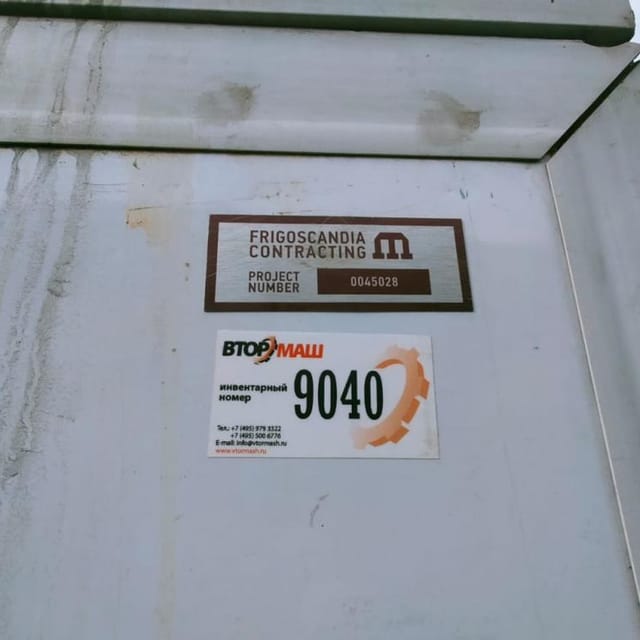 FRIGOSCANDIA
CONTRACTING
PROJECT
NUMBER
0045028
ВТОРМАШ
инвентарный
номер
9040
Тел.: +7 (495) 979 3322
+7 (495) 500 6776
E-mail: info@vtormash.ru
www.vtormash.ru